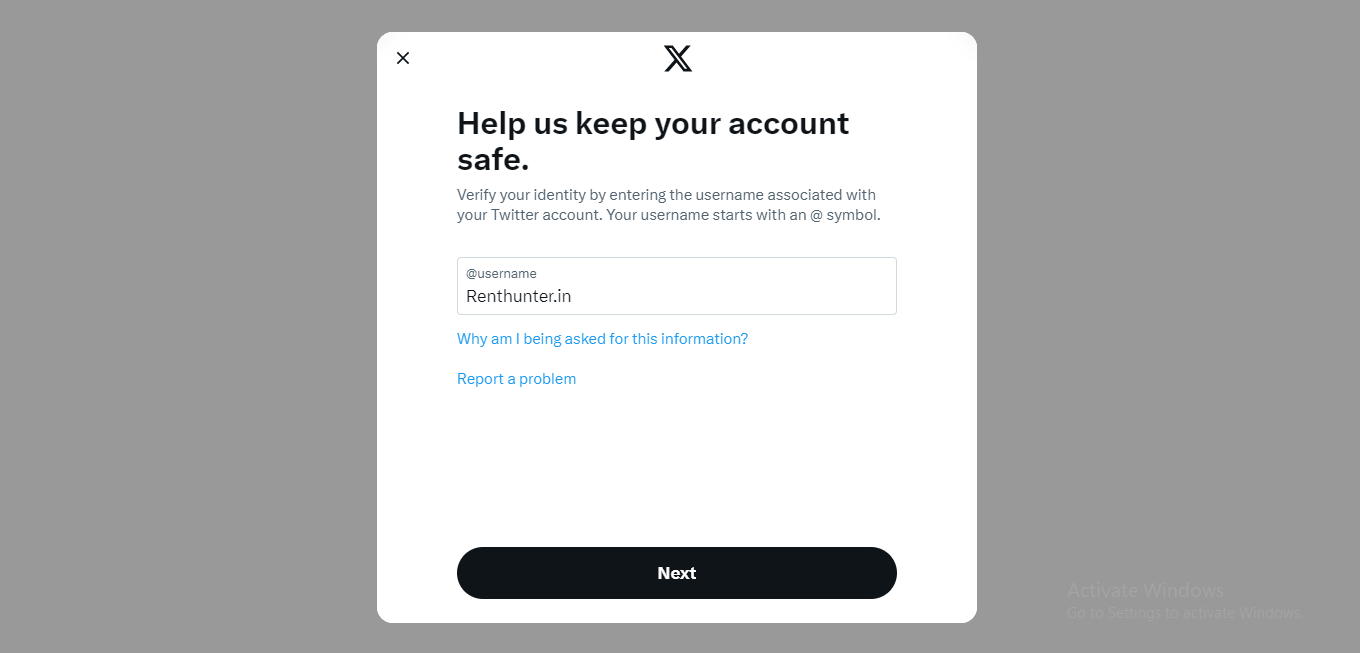 Help us keep your account
safe.
Verify your identity by entering the username associated with
your Twitter account. Your username starts with an @ symbol.
@username
Renthunter.in
Why am I being asked for this information?
Report a problem
Next
Activate Windows
Go to Settings to activate Windows.